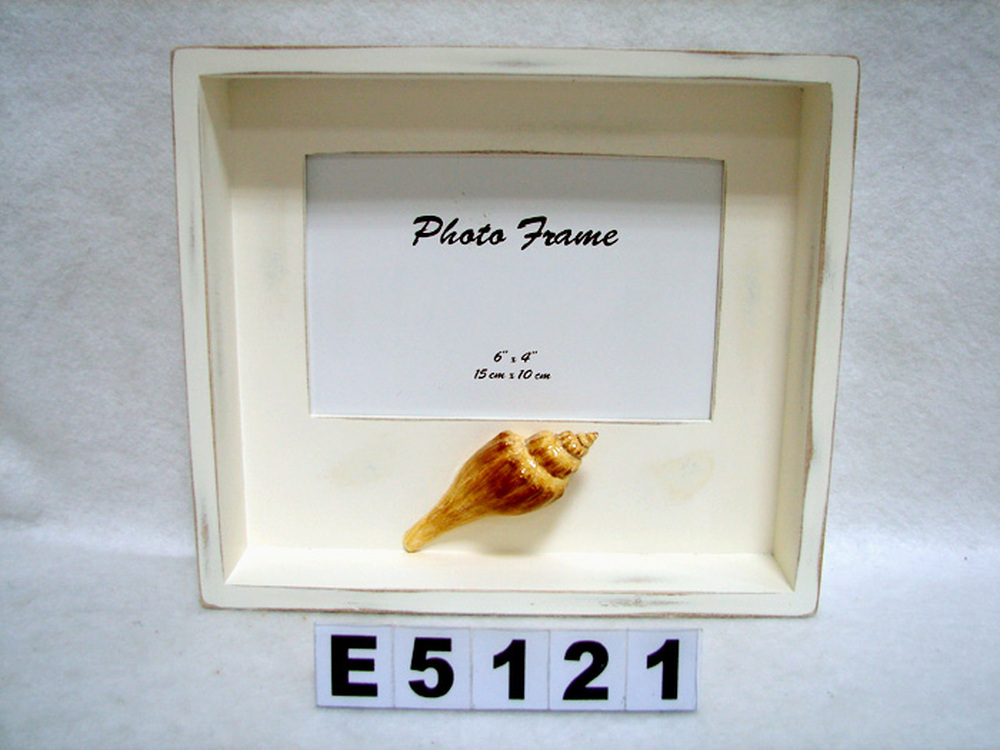 Photo Frame
6" x 4"
15 cm x 10 cm
E5121